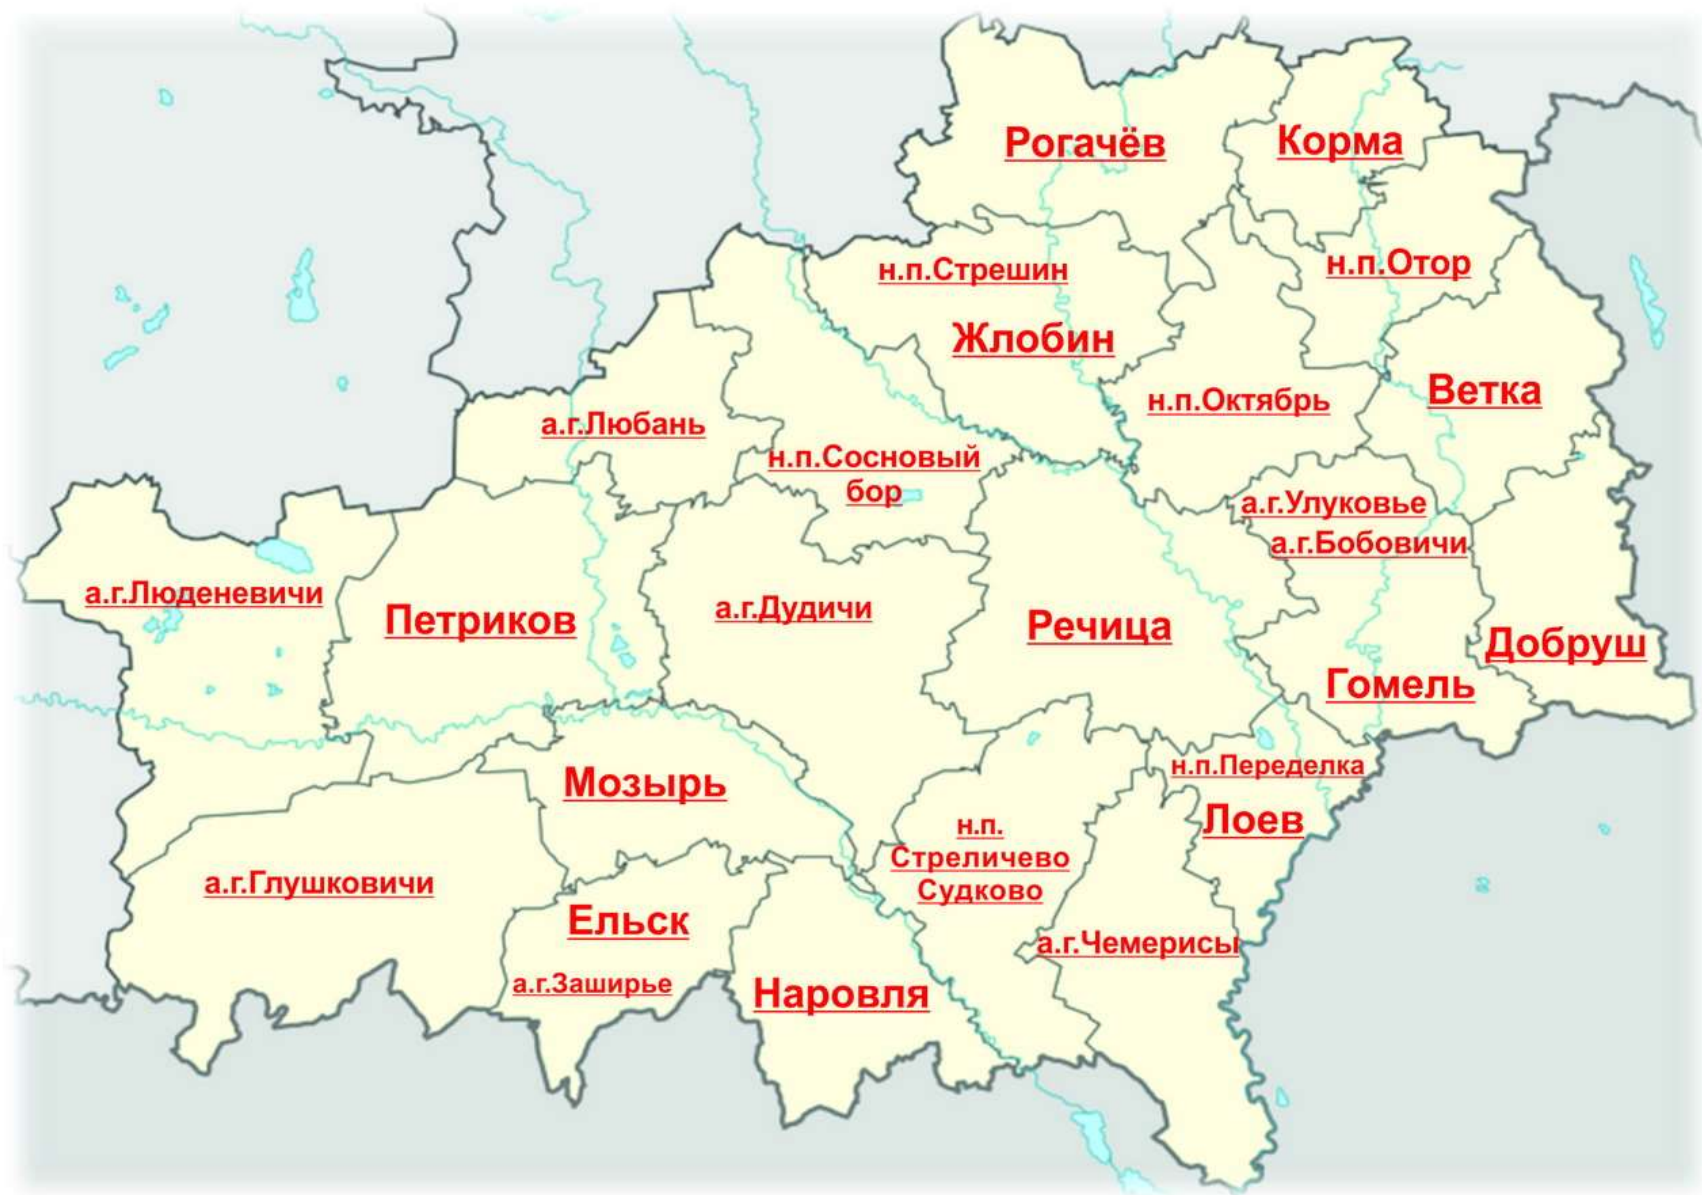 Рогачёв
Корма
н.п.Стрешин
н.п.Отор
Жлобин
Ветка
н.п.Октябрь
а.г.Любань
н.п.Сосновый
бор
а.г.Улуковье
а.г.Бобовичи
а.г.Люденевичи
Петриков
а.г.Дудичи
Речица
Добруш
Гомель
н.п.Переделка
Мозырь
Лоев
н.п.
Стреличево
Судково
а.г.Глушковичи
Ельск
а.г.Чемерисы
а.г.Заширье
Наровля